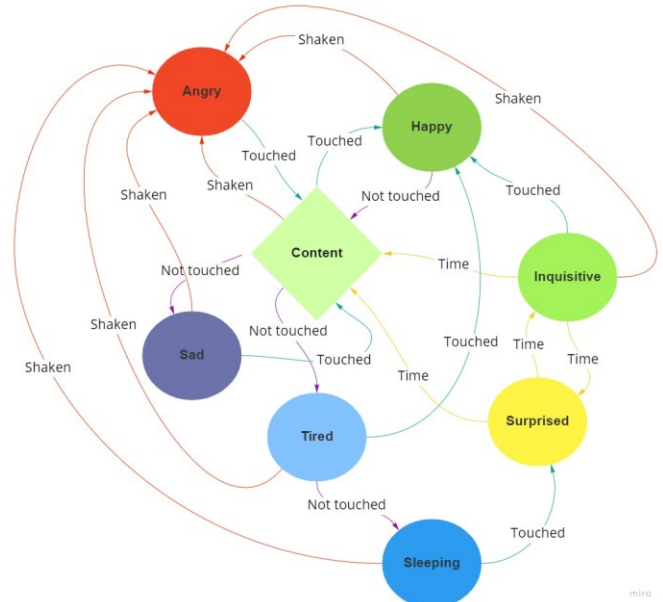 Shaken
Angry
Shaken
Happy
Touched
Touched
Shaken
Shaken
Not touched
Touched
Content
Time
Inquisitive
Not touched
Not touched
Shaken
Sad
Touched
Touched
Time
Time
Shaken
Time
Surprised
Tired
Not touched
Touched
Sleeping
miro